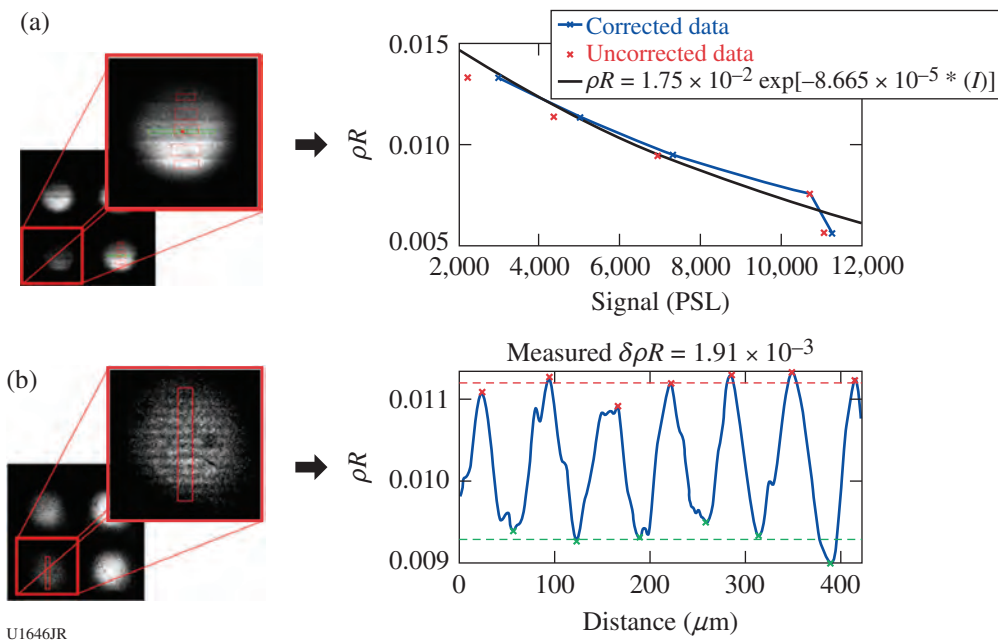 (a)
Corrected data
Uncorrected data
ρR = 1.75 × 10⁻² exp[–8.665 × 10⁻⁵ * (I)]
0.015
0.010
0.005
ρR
2,000 4,000 6,000 8,000 10,000 12,000
Signal (PSL)
(b)
Measured δρR = 1.91 × 10⁻³
0.011
0.010
0.009
ρR
0 100 200 300 400
Distance (μm)
U1646JR